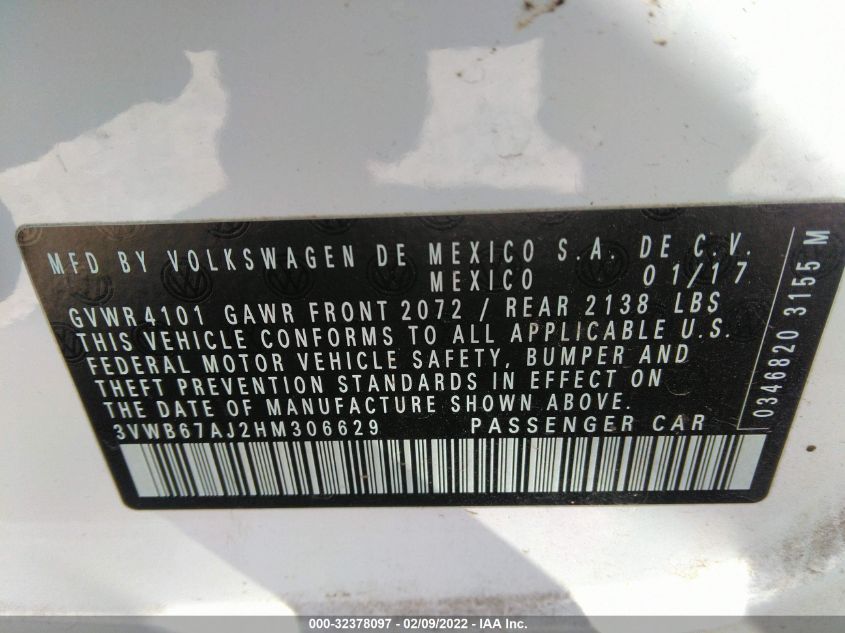 MFD BY VOLKSWAGEN DE MEXICO S.A. DE C.V.
MEXICO 01/17
GVWR4101 GAWR FRONT 2072 / REAR 2138 LBS
THIS VEHICLE CONFORMS TO ALL APPLICABLE U.S.
FEDERAL MOTOR VEHICLE SAFETY, BUMPER AND
THEFT PREVENTION STANDARDS IN EFFECT ON
THE DATE OF MANUFACTURE SHOWN ABOVE.
3VWB67AJ2HM306629 PASSENGER CAR
0346820 3155 M
000-32378097 - 02/09/2022 - IAA Inc.